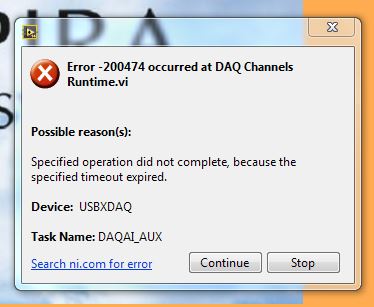 Error -200474 occurred at DAQ Channels
Runtime.vi
Possible reason(s):
Specified operation did not complete, because the
specified timeout expired.
Device: USBXDAQ
Task Name: DAQAI_AUX
Search ni.com for error
Continue
Stop